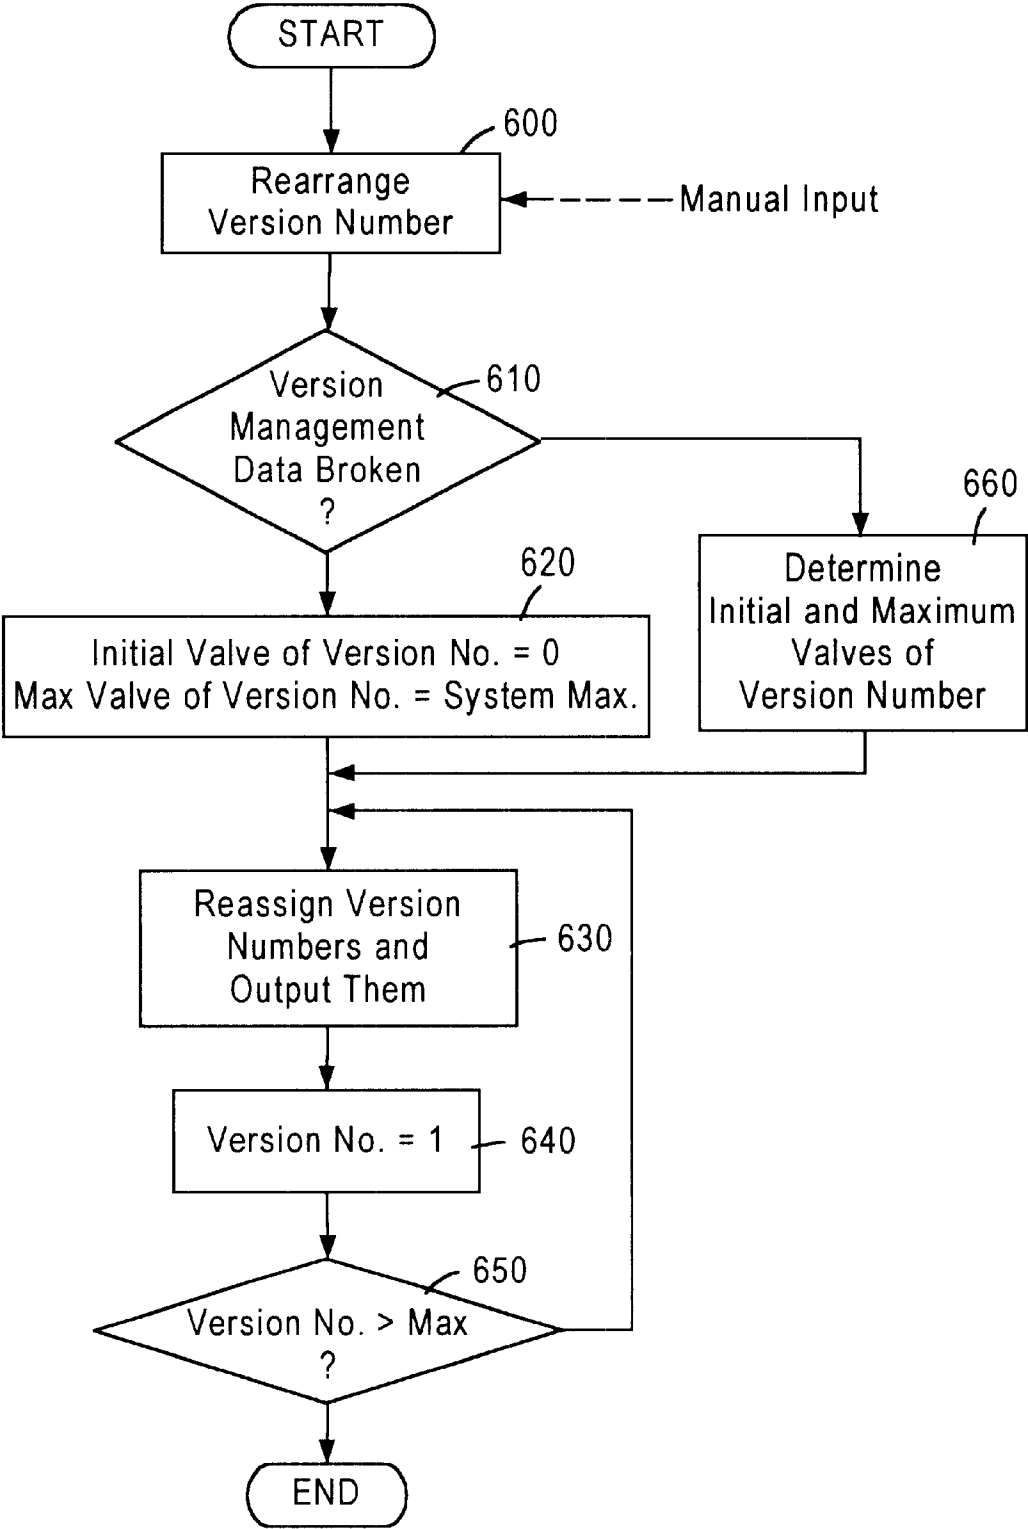 START
600
Rearrange
Version Number
Manual Input
Version
Management
Data Broken
?
610
660
Determine
Initial and Maximum
Valves of
Version Number
620
Initial Valve of Version No. = 0
Max Valve of Version No. = System Max.
Reassign Version
Numbers and
Output Them
630
Version No. = 1
640
650
Version No. > Max
?
END